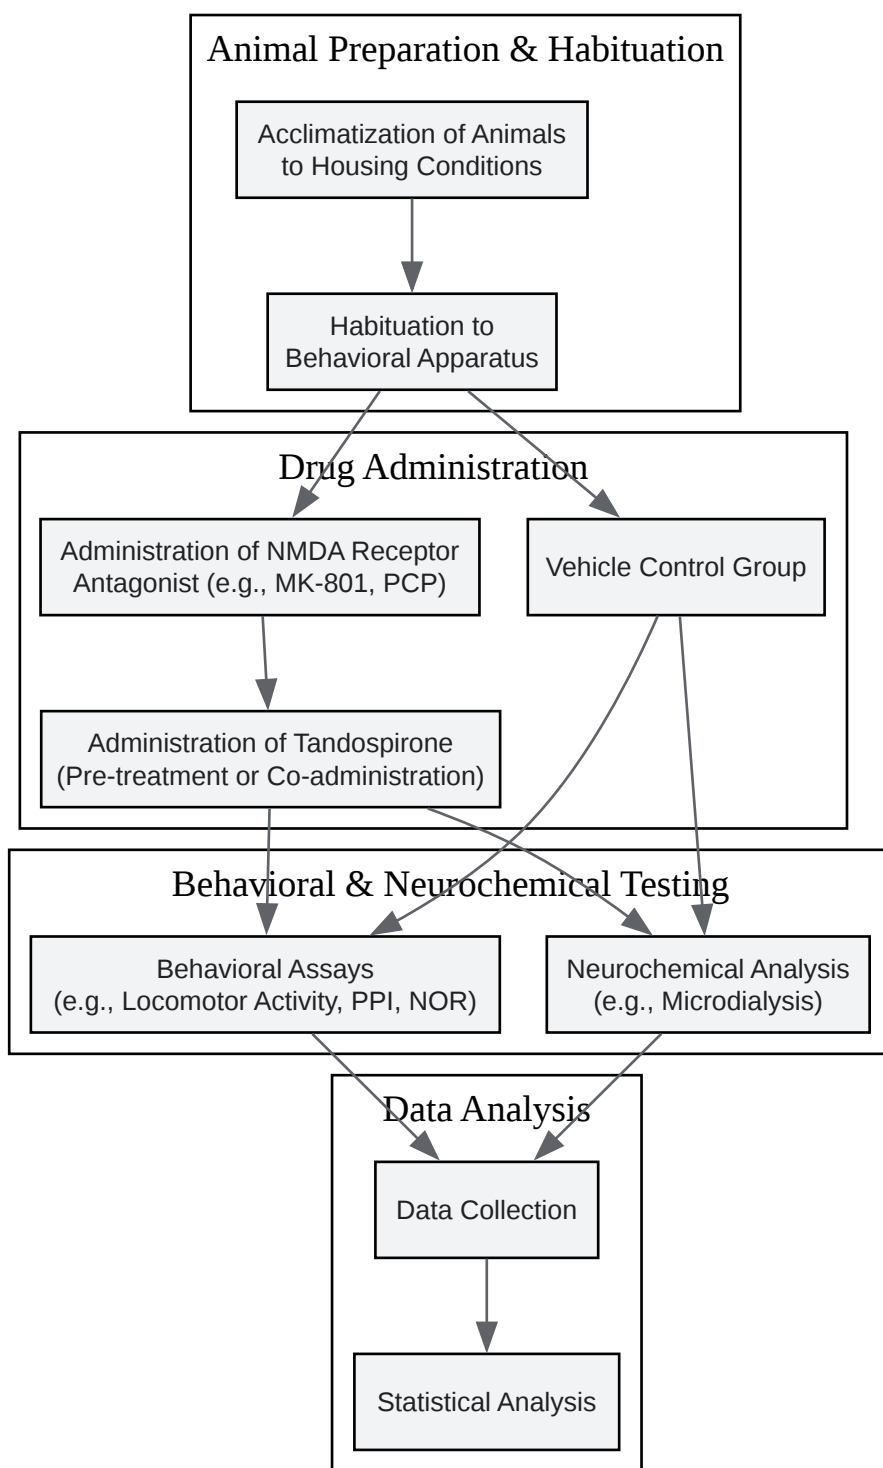 Animal Preparation & Habituation
Acclimatization of Animals
to Housing Conditions
Habituation to
Behavioral Apparatus
Drug Administration
Administration of NMDA Receptor
Antagonist (e.g., MK-801, PCP)
Vehicle Control Group
Administration of Tandospirone
(Pre-treatment or Co-administration)
Behavioral & Neurochemical Testing
Behavioral Assays
(e.g., Locomotor Activity, PPI, NOR)
Neurochemical Analysis
(e.g., Microdialysis)
Data Analysis
Data Collection
Statistical Analysis